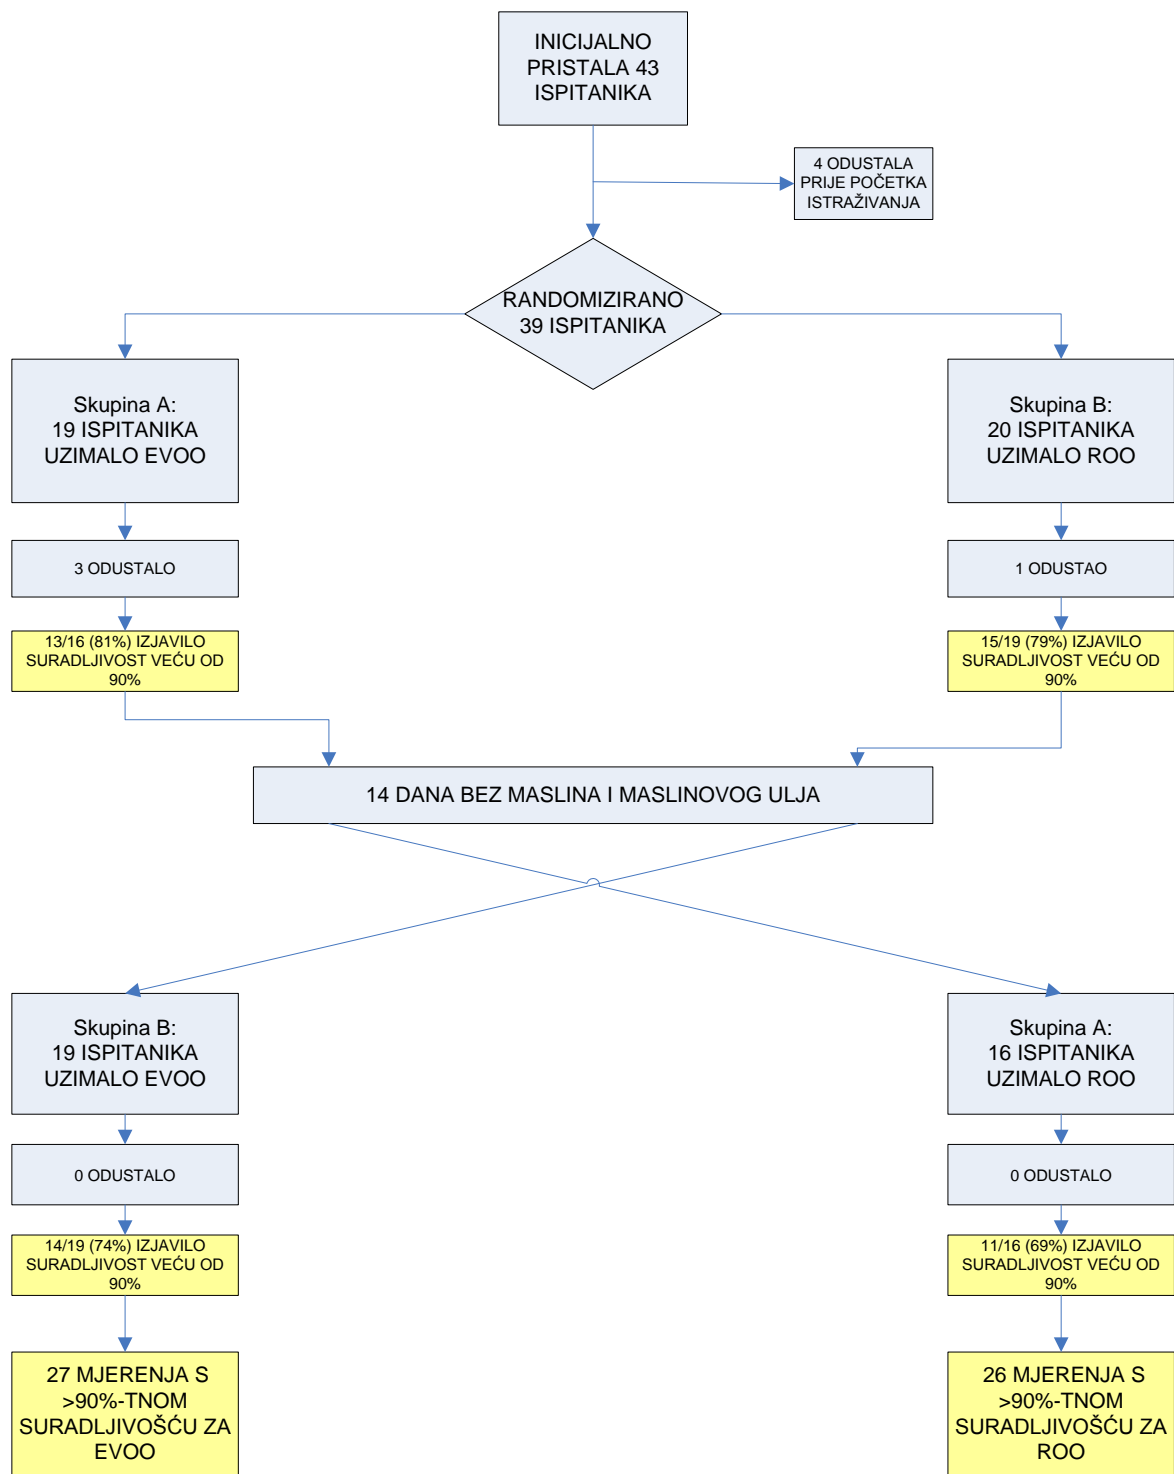 INICIJALNO
PRISTALA 43
ISPITANIKA
4 ODUSTALA
PRIJE POČETKA
ISTRAŽIVANJA
RANDOMIZIRANO
39 ISPITANIKA
Skupina A:
19 ISPITANIKA
UZIMALO EVOO
Skupina B:
20 ISPITANIKA
UZIMALO ROO
3 ODUSTALO
1 ODUSTAO
13/16 (81%) IZJAVILO
SURADLJIVOST VEĆU OD
90%
15/19 (79%) IZJAVILO
SURADLJIVOST VEĆU OD
90%
14 DANA BEZ MASLINA I MASLINOVOG ULJA
Skupina B:
19 ISPITANIKA
UZIMALO EVOO
Skupina A:
16 ISPITANIKA
UZIMALO ROO
0 ODUSTALO
0 ODUSTALO
14/19 (74%) IZJAVILO
SURADLJIVOST VEĆU OD
90%
11/16 (69%) IZJAVILO
SURADLJIVOST VEĆU OD
90%
27 MJERENJA S
>90%-TNOM
SURADLJIVOŠĆU ZA
EVOO
26 MJERENJA S
>90%-TNOM
SURADLJIVOŠĆU ZA
ROO